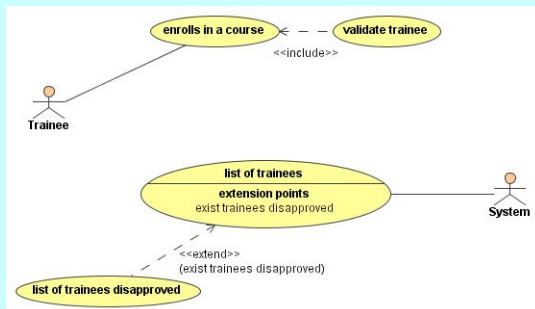 enrolls in a course
validate trainee
<<include>>
Trainee
list of trainees
extension points
exist trainees disapproved
System
<<extend>>
(exist trainees disapproved)
list of trainees disapproved